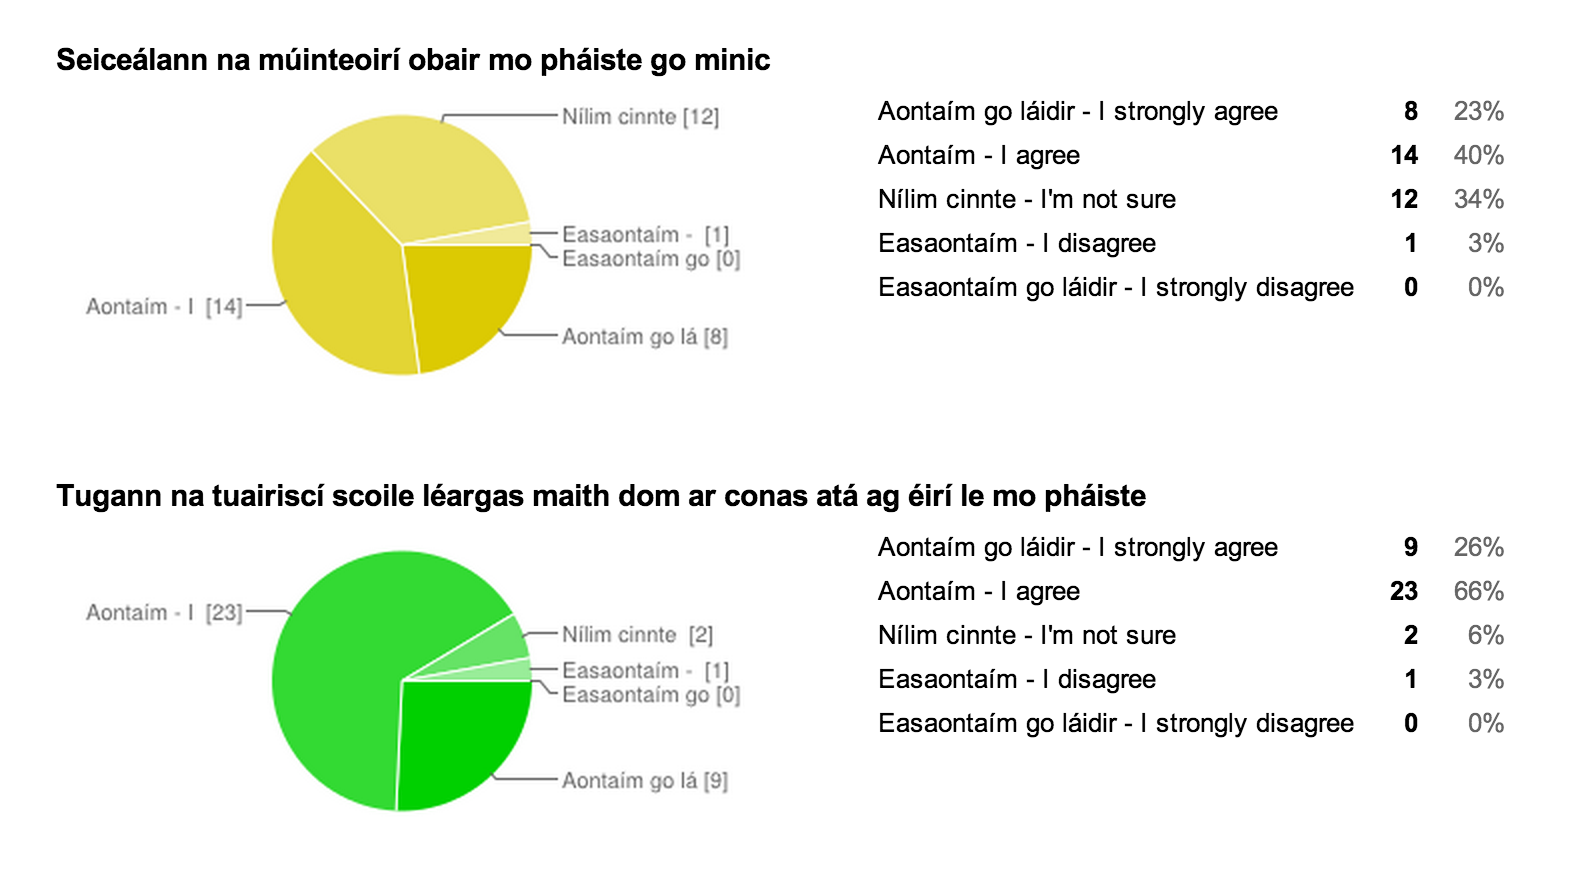 Seiceálann na múinteoirí obair mo pháiste go minic
Nílim cinnte [12]
Easaontaím -  [1]
Easaontaím go [0]
Aontaím - I  [14]
Aontaím go lá [8]
Aontaím go láidir - I strongly agree 8 23%
Aontaím - I agree 14 40%
Nílim cinnte - I'm not sure 12 34%
Easaontaím - I disagree 1 3%
Easaontaím go láidir - I strongly disagree 0 0%
Tugann na tuairiscí scoile léargas maith dom ar conas atá ag éirí le mo pháiste
Aontaím - I  [23]
Nílim cinnte  [2]
Easaontaím -  [1]
Easaontaím go [0]
Aontaím go lá [9]
Aontaím go láidir - I strongly agree 9 26%
Aontaím - I agree 23 66%
Nílim cinnte - I'm not sure 2 6%
Easaontaím - I disagree 1 3%
Easaontaím go láidir - I strongly disagree 0 0%